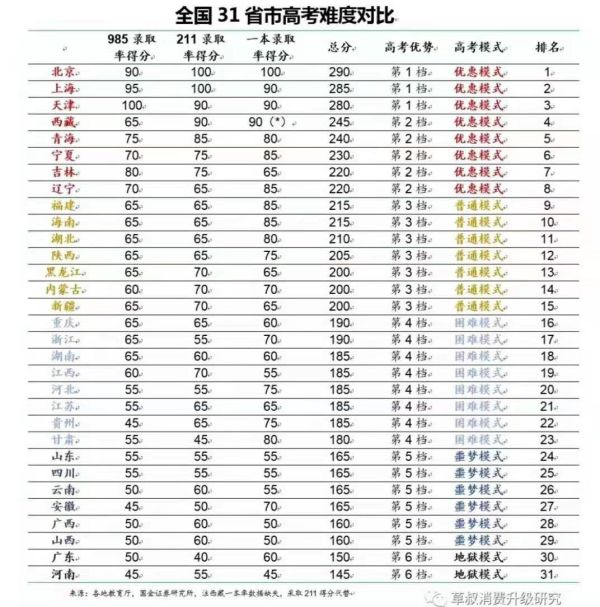 全国 31 省市高考难度对比
985 录取率得分 211 录取率得分 一本录取率得分 总分 高考优势 高考模式 排名
北京 90 100 100 290 第 1 档 优惠模式 1
上海 95 100 90 285 第 1 档 优惠模式 2
天津 100 90 90 280 第 1 档 优惠模式 3
西藏 65 90 90 (*) 245 第 2 档 优惠模式 4
青海 75 85 80 240 第 2 档 优惠模式 5
宁夏 70 75 85 230 第 2 档 优惠模式 6
吉林 80 75 65 220 第 2 档 优惠模式 7
辽宁 70 65 85 220 第 2 档 优惠模式 8
福建 65 65 85 215 第 3 档 普通模式 9
海南 65 65 85 215 第 3 档 普通模式 10
湖北 65 65 80 210 第 3 档 普通模式 11
陕西 65 65 75 205 第 3 档 普通模式 12
黑龙江 65 70 65 200 第 3 档 普通模式 13
内蒙古 60 70 70 200 第 3 档 普通模式 14
新疆 65 70 65 200 第 3 档 普通模式 15
重庆 65 65 60 190 第 4 档 困难模式 16
浙江 65 55 70 190 第 4 档 困难模式 17
湖南 60 65 60 185 第 4 档 困难模式 18
江西 60 70 55 185 第 4 档 困难模式 19
河北 55 55 75 185 第 4 档 困难模式 20
江苏 55 65 65 185 第 4 档 困难模式 21
贵州 45 65 75 185 第 4 档 困难模式 22
甘肃 55 45 80 180 第 4 档 困难模式 23
山东 55 55 55 165 第 5 档 噩梦模式 24
四川 55 55 55 165 第 5 档 噩梦模式 25
云南 50 60 55 165 第 5 档 噩梦模式 26
安徽 45 50 70 165 第 5 档 噩梦模式 27
广西 50 60 50 160 第 5 档 噩梦模式 28
山西 50 60 50 160 第 5 档 噩梦模式 29
广东 50 40 60 150 第 6 档 地狱模式 30
河南 45 55 45 145 第 6 档 地狱模式 31
来源：各地教育厅，国金证券研究所，注西藏一本率数据缺失，采取 211 得分代替
草叔消费升级研究